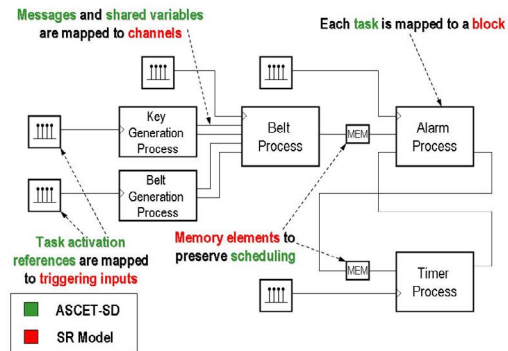 Messages and shared variables
are mapped to channels
Each task is mapped to a block
Key
Generation
Process
Belt
Process
MEM
Alarm
Process
Belt
Generation
Process
Task activation
references are mapped
to triggering inputs
Memory elements to
preserve scheduling
MEM
Timer
Process
ASCET-SD
SR Model